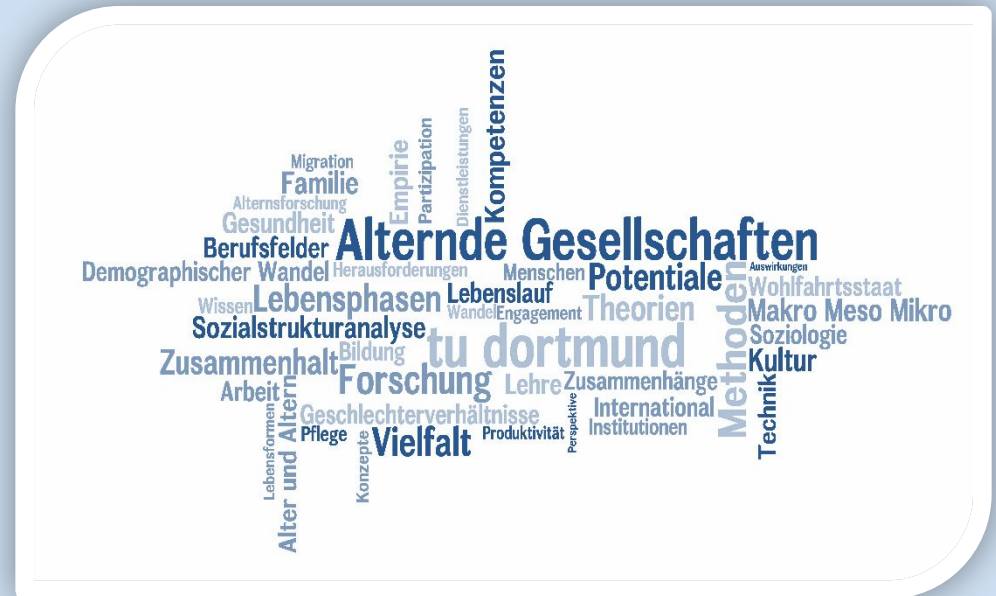 Kompetenzen
Dienstleistungen
Partizipation
Empirie
Migration
Familie
Alternsforschung
Gesundheit
Berufsfelder
Alternde Gesellschaften
Demographischer Wandel
Herausforderungen
Menschen
Potentiale
Auswirkungen
Wohlfahrtsstaat
Wissen
Lebensphasen
Lebenslauf
Wandel
Engagement
Theorien
Methoden
Makro Meso Mikro
Sozialstrukturanalyse
tu dortmund
Soziologie
Zusammenhalt
Bildung
Kultur
Arbeit
Forschung
Lehre
Zusammenhänge
Technik
Geschlechterverhältnisse
International
Institutionen
Lebensformen
Alter und Altern
Pflege
Konzepte
Vielfalt
Produktivität
Perspektive